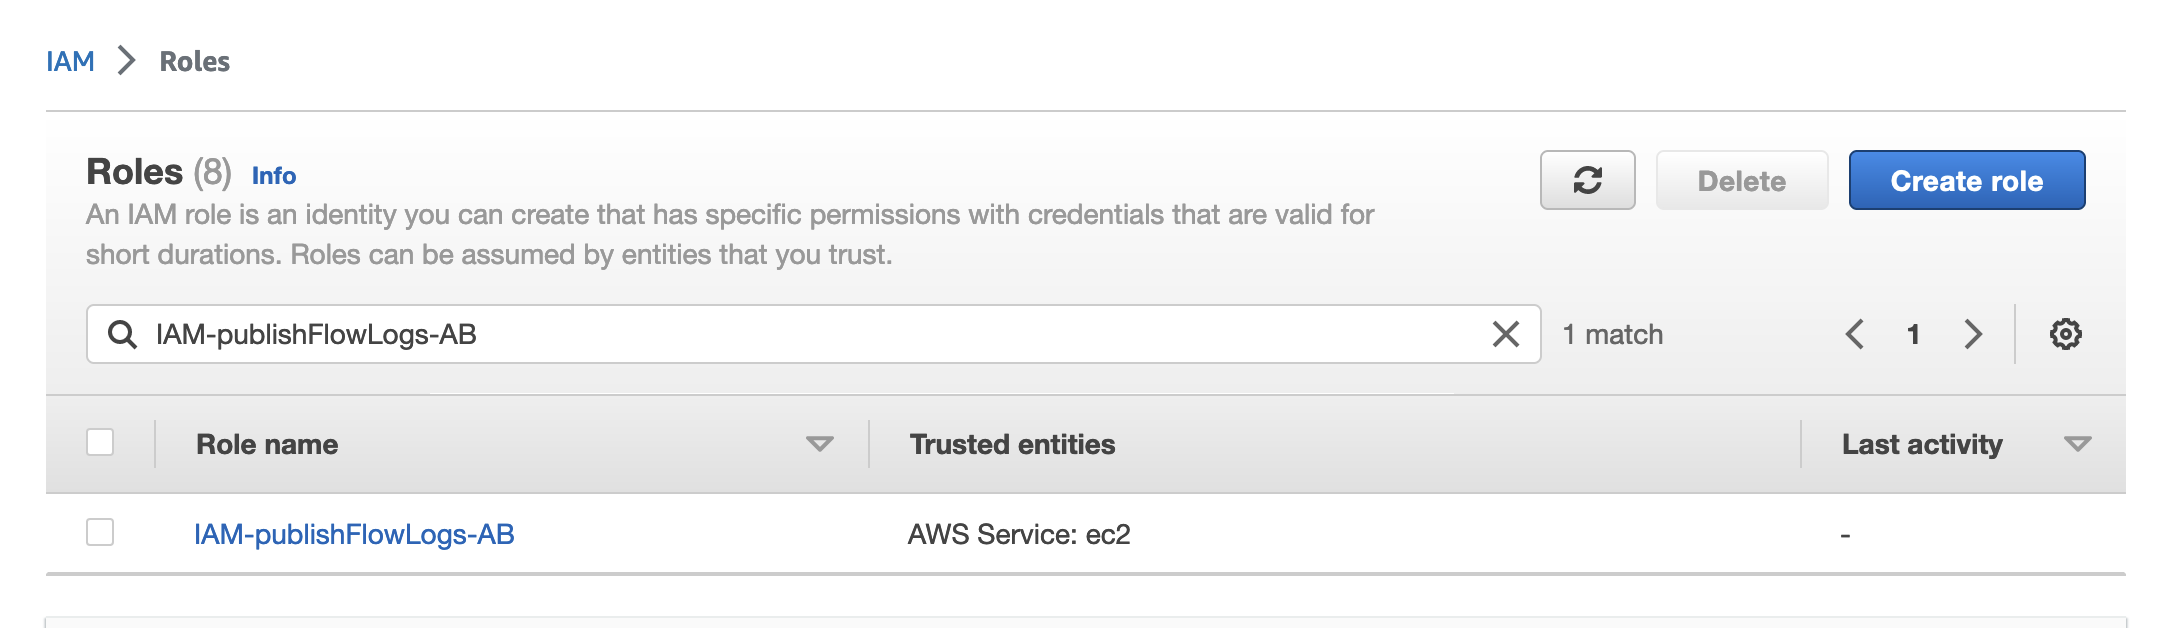 IAM > Roles
Roles (8) Info
Delete
Create role
An IAM role is an identity you can create that has specific permissions with credentials that are valid for
short durations. Roles can be assumed by entities that you trust.
IAM-publishFlowLogs-AB
1 match
1
Role name
Trusted entities
Last activity
IAM-publishFlowLogs-AB
AWS Service: ec2
-